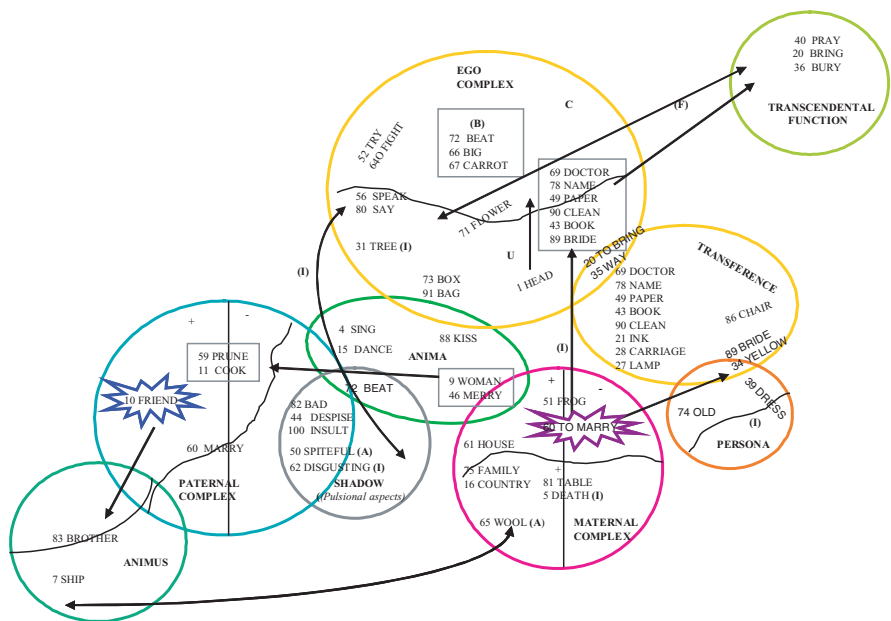 40 PRAY
20 BRING
36 BURY
TRANSCENDENTAL
FUNCTION
EGO
COMPLEX
C
(F)
(B)
72 BEAT
66 BIG
67 CARROT
52 TRY
64O FIGHT
69 DOCTOR
78 NAME
49 PAPER
90 CLEAN
43 BOOK
89 BRIDE
56 SPEAK
80 SAY
71 FLOWER
31 TREE (I)
U
1 HEAD
73 BOX
91 BAG
(I)
20 TO BRING
35 WAY
TRANSFERENCE
69 DOCTOR
78 NAME
49 PAPER
43 BOOK
90 CLEAN
21 INK
28 CARRIAGE
27 LAMP
86 CHAIR
89 BRIDE
34 YELLOW
39 DRESS
74 OLD
(I)
PERSONA
4 SING
15 DANCE
88 KISS
ANIMA
72 BEAT
9 WOMAN
46 MERRY
(I)
+ -
59 PRUNE
11 COOK
10 FRIEND
60 MARRY
PATERNAL
COMPLEX
82 BAD
44 DESPISE
100 INSULT
50 SPITEFUL (A)
62 DISGUSTING (I)
SHADOW
((Pulsional aspects)
+ -
51 FROG
60 TO MARRY
61 HOUSE
75 FAMILY
16 COUNTRY
+
81 TABLE
5 DEATH (I)
65 WOOL (A)
MATERNAL
COMPLEX
83 BROTHER
ANIMUS
7 SHIP